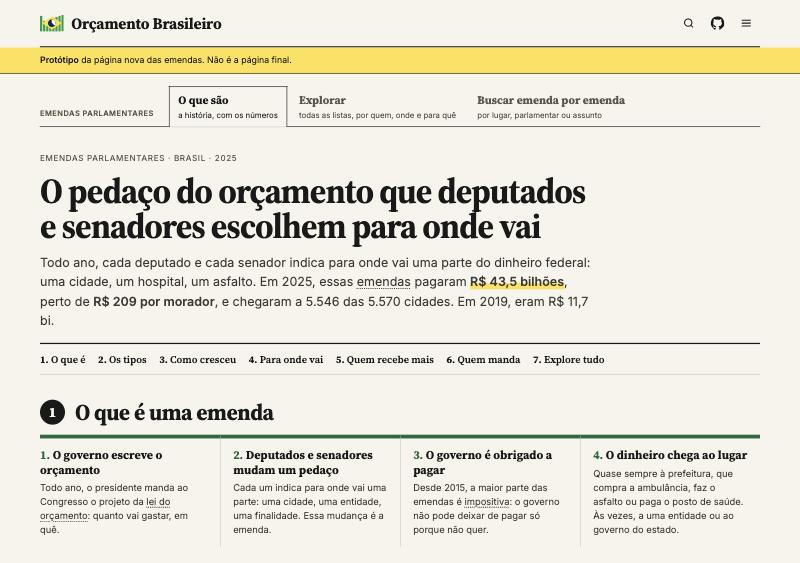 Orçamento Brasileiro
Protótipo da página nova das emendas. Não é a página final.
EMENDAS PARLAMENTARES
O que são
a história, com os números
Explorar
todas as listas, por quem, onde e para quê
Buscar emenda por emenda
por lugar, parlamentar ou assunto
EMENDAS PARLAMENTARES · BRASIL · 2025
O pedaço do orçamento que deputados
e senadores escolhem para onde vai
Todo ano, cada deputado e cada senador indica para onde vai uma parte do dinheiro federal:
uma cidade, um hospital, um asfalto. Em 2025, essas emendas pagaram R$ 43,5 bilhões,
perto de R$ 209 por morador, e chegaram a 5.546 das 5.570 cidades. Em 2019, eram R$ 11,7
bi.
1. O que é 2. Os tipos 3. Como cresceu 4. Para onde vai 5. Quem recebe mais 6. Quem manda 7. Explore tudo
1 O que é uma emenda
1. O governo escreve o
orçamento
Todo ano, o presidente manda ao
Congresso o projeto da lei do
orçamento: quanto vai gastar, em
quê.
2. Deputados e senadores
mudam um pedaço
Cada um indica para onde vai uma
parte: uma cidade, uma entidade,
uma finalidade. Essa mudança é a
emenda.
3. O governo é obrigado a
pagar
Desde 2015, a maior parte das
emendas é impositiva: o governo
não pode deixar de pagar só
porque não quer.
4. O dinheiro chega ao lugar
Quase sempre à prefeitura, que
compra a ambulância, faz o
asfalto ou paga o posto de saúde.
Às vezes, a uma entidade ou ao
governo do estado.